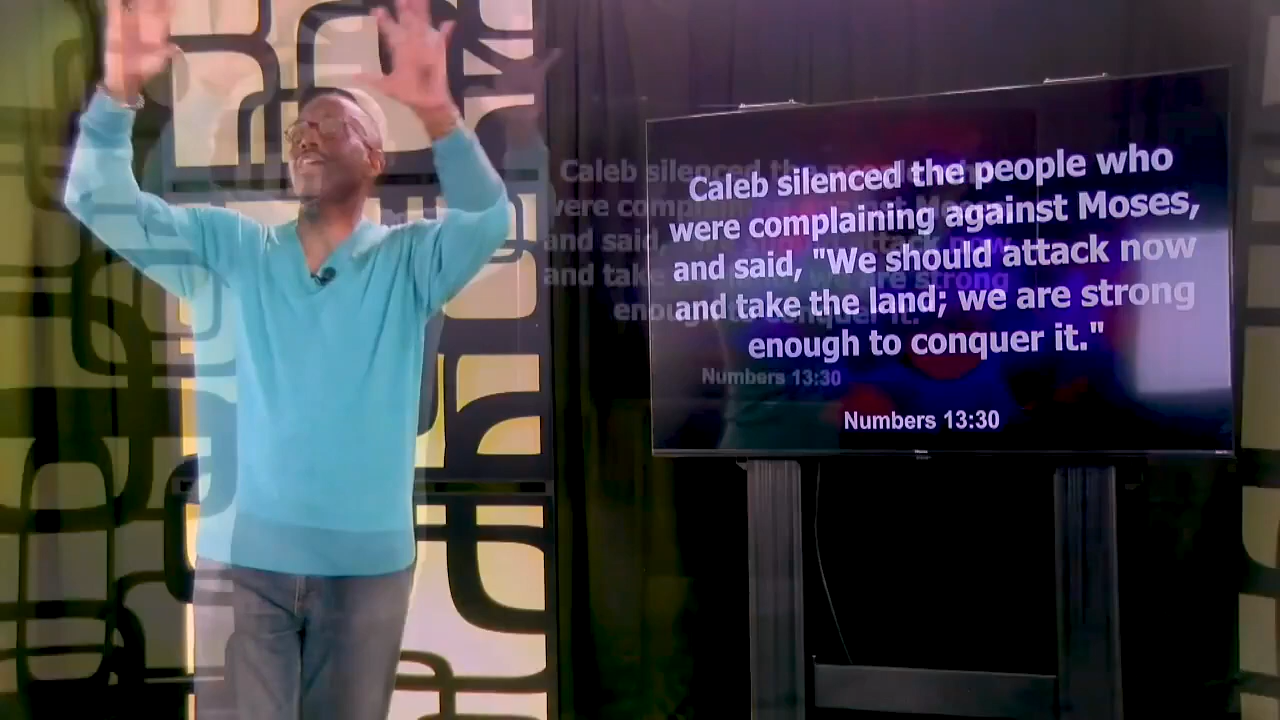 Caleb silenced the people who
were complaining against Moses,
and said, "We should attack now
and take the land; we are strong
enough to conquer it."
Numbers 13:30
Numbers 13:30